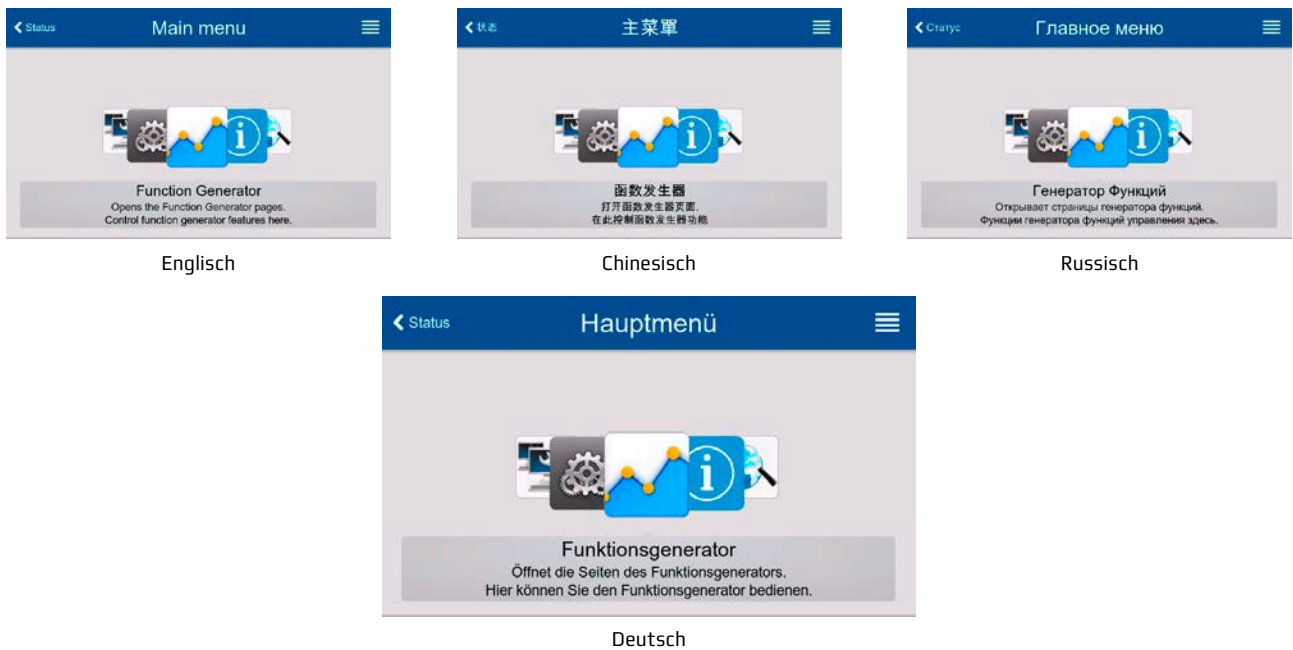 Status
Main menu
Function Generator
Opens the Function Generator pages.
Control function generator features here.
Englisch
状态
主菜單
函数发生器
打开函数发生器页面.
在此控制函数发生器功能
Chinesisch
Статус
Главное меню
Генератор Функций
Открывает страницы генератора функций.
Функции генератора функций управления здесь.
Russisch
Status
Hauptmenü
Funktionsgenerator
Öffnet die Seiten des Funktionsgenerators.
Hier können Sie den Funktionsgenerator bedienen.
Deutsch